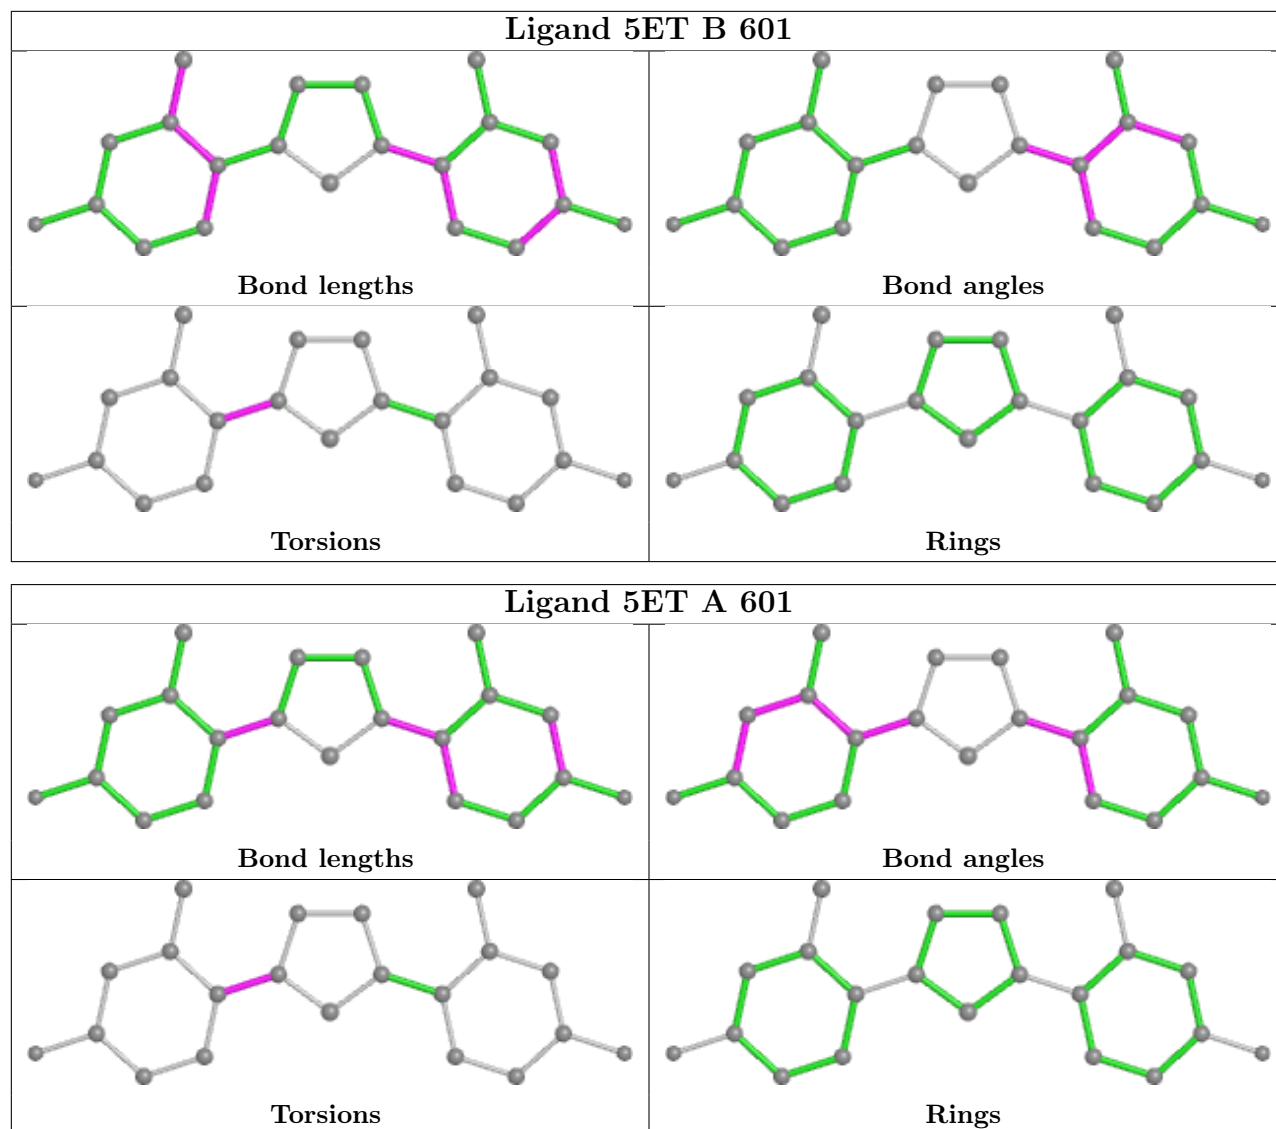 Ligand 5ET B 601
Bond lengths
Bond angles
Torsions
Rings
Ligand 5ET A 601
Bond lengths
Bond angles
Torsions
Rings